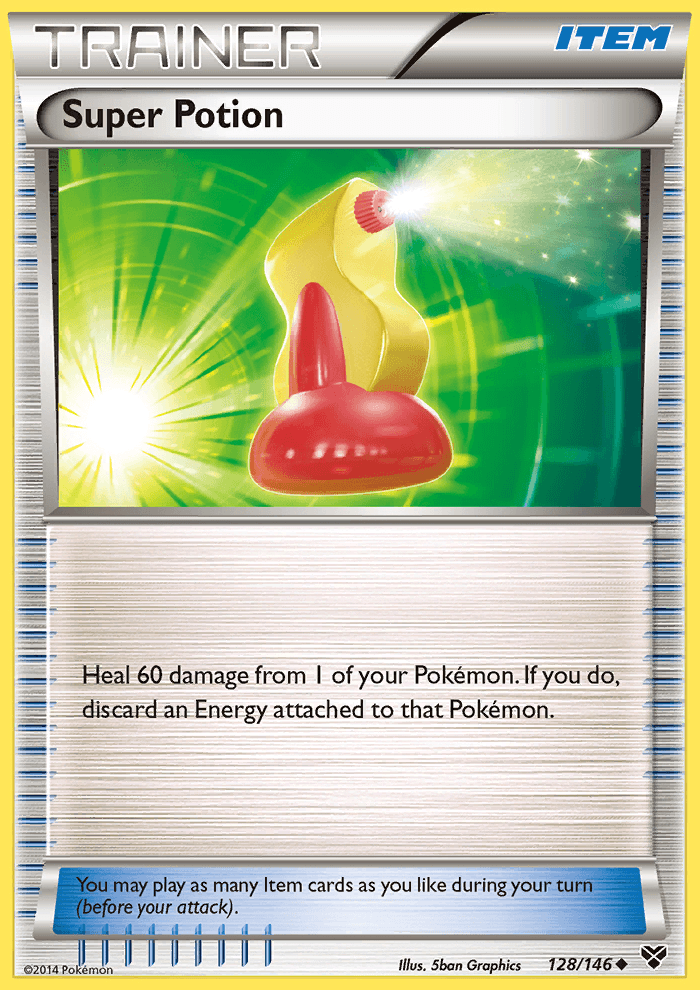 TRAINER
ITEM
Super Potion
Heal 60 damage from 1 of your Pokémon. If you do,
discard an Energy attached to that Pokémon.
You may play as many Item cards as you like during your turn
(before your attack).
©2014 Pokémon
Illus. 5ban Graphics
128/146